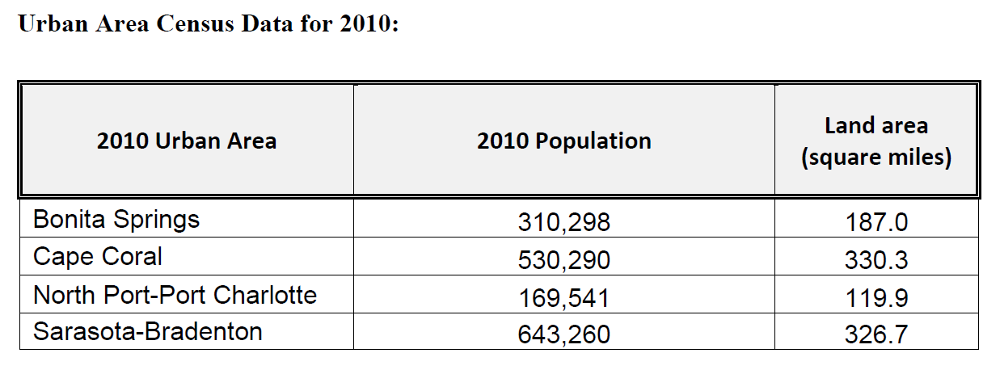 Urban Area Census Data for 2010:
2010 Urban Area 2010 Population Land area
(square miles)
Bonita Springs 310,298 187.0
Cape Coral 530,290 330.3
North Port-Port Charlotte 169,541 119.9
Sarasota-Bradenton 643,260 326.7